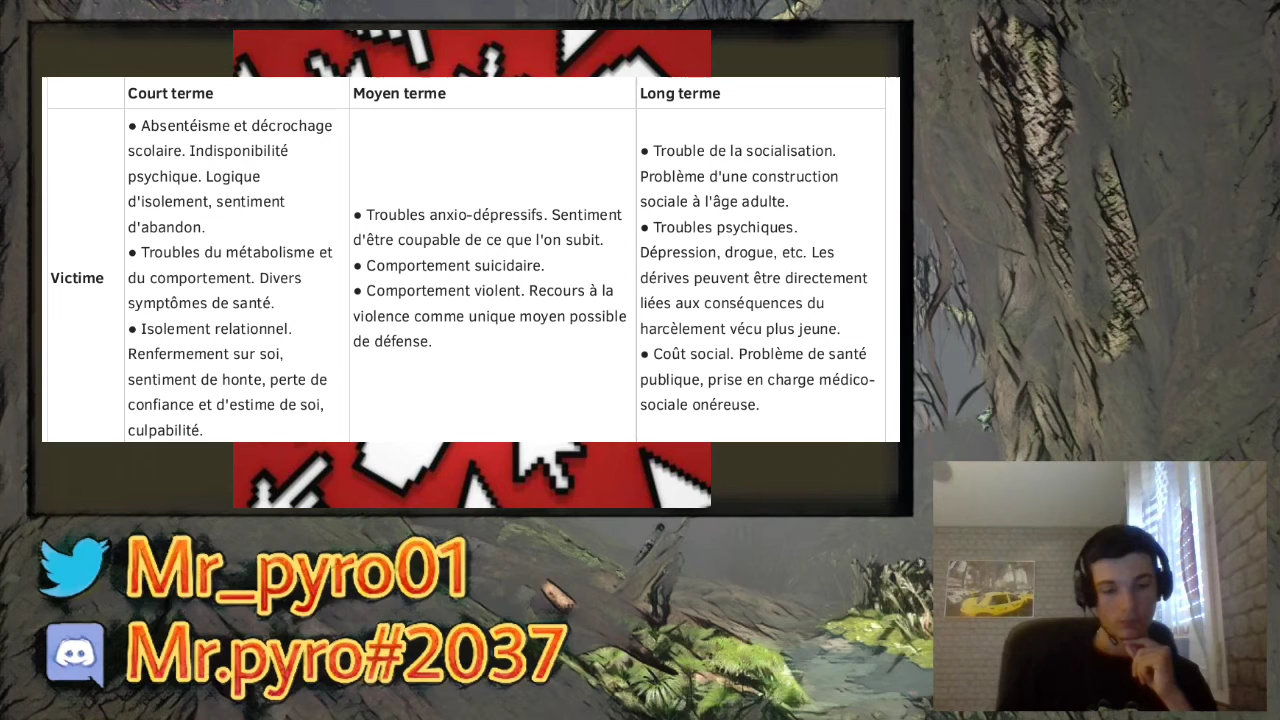 Court terme
Moyen terme
Long terme
Victime
● Absentéisme et décrochage
scolaire. Indisponibilité
psychique. Logique
d'isolement, sentiment
d'abandon.
● Troubles du métabolisme et
du comportement. Divers
symptômes de santé.
● Isolement relationnel.
Renfermement sur soi,
sentiment de honte, perte de
confiance et d'estime de soi,
culpabilité.
● Troubles anxio-dépressifs. Sentiment
d'être coupable de ce que l'on subit.
● Comportement suicidaire.
● Comportement violent. Recours à la
violence comme unique moyen possible
de défense.
● Trouble de la socialisation.
Problème d'une construction
sociale à l'âge adulte.
● Troubles psychiques.
Dépression, drogue, etc. Les
dérives peuvent être directement
liées aux conséquences du
harcèlement vécu plus jeune.
● Coût social. Problème de santé
publique, prise en charge médico-
sociale onéreuse.
Mr_pyro01
Mr.pyro#2037